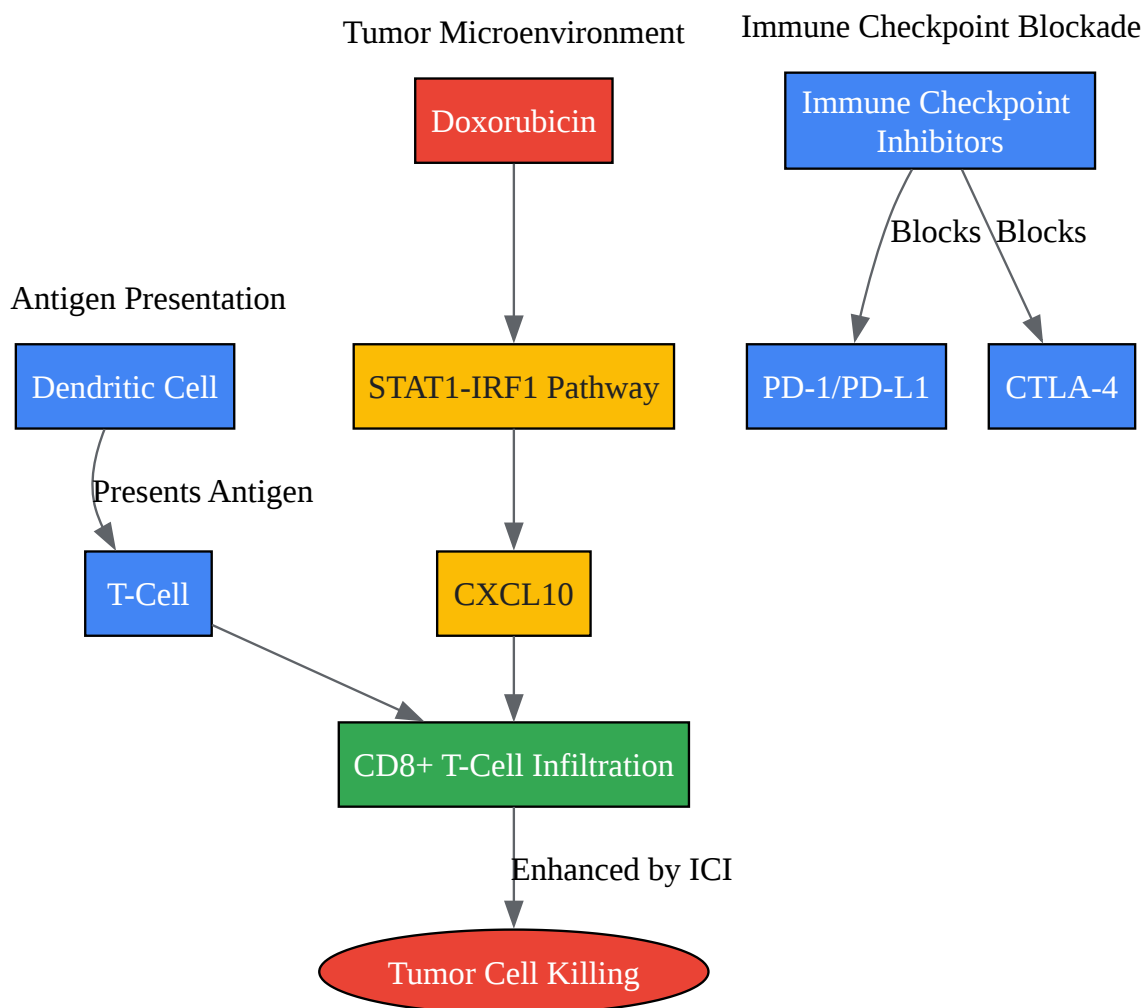 Tumor Microenvironment
Immune Checkpoint Blockade
Doxorubicin
Immune Checkpoint
Inhibitors
Blocks
Blocks
Antigen Presentation
Dendritic Cell
STAT1-IRF1 Pathway
PD-1/PD-L1
CTLA-4
Presents Antigen
T-Cell
CXCL10
CD8+ T-Cell Infiltration
Enhanced by ICI
Tumor Cell Killing